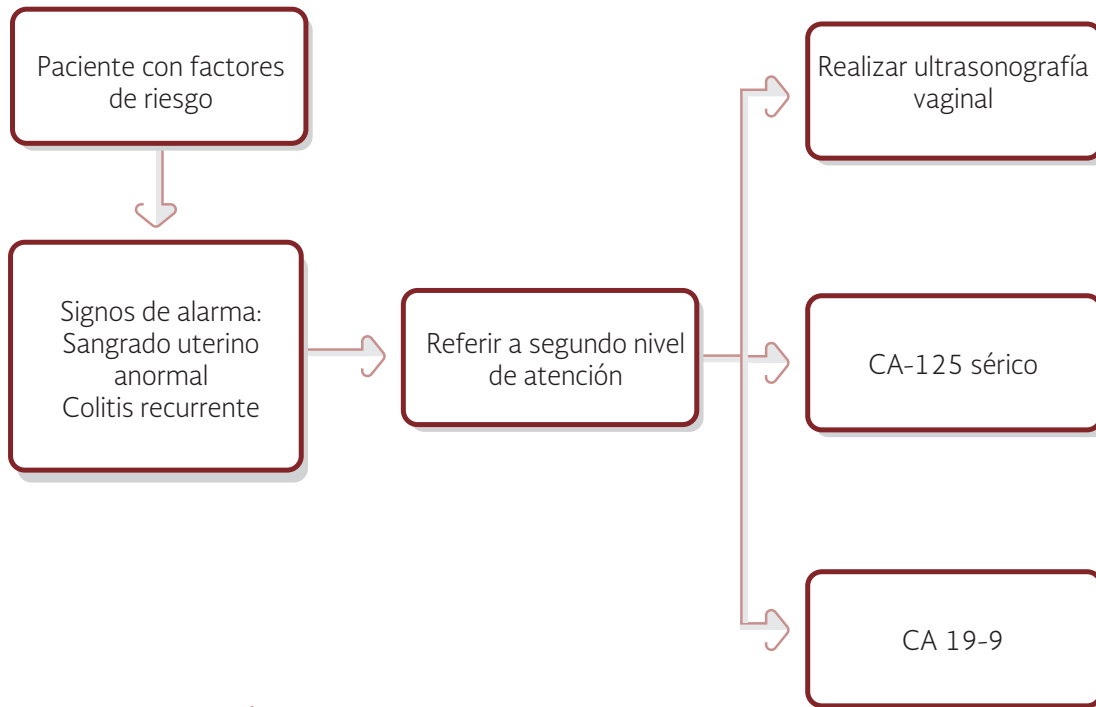 Paciente con factores
de riesgo
Signos de alarma:
Sangrado uterino
anormal
Colitis recurrente
Referir a segundo nivel
de atención
Realizar ultrasonografía
vaginal
CA-125 sérico
CA 19-9